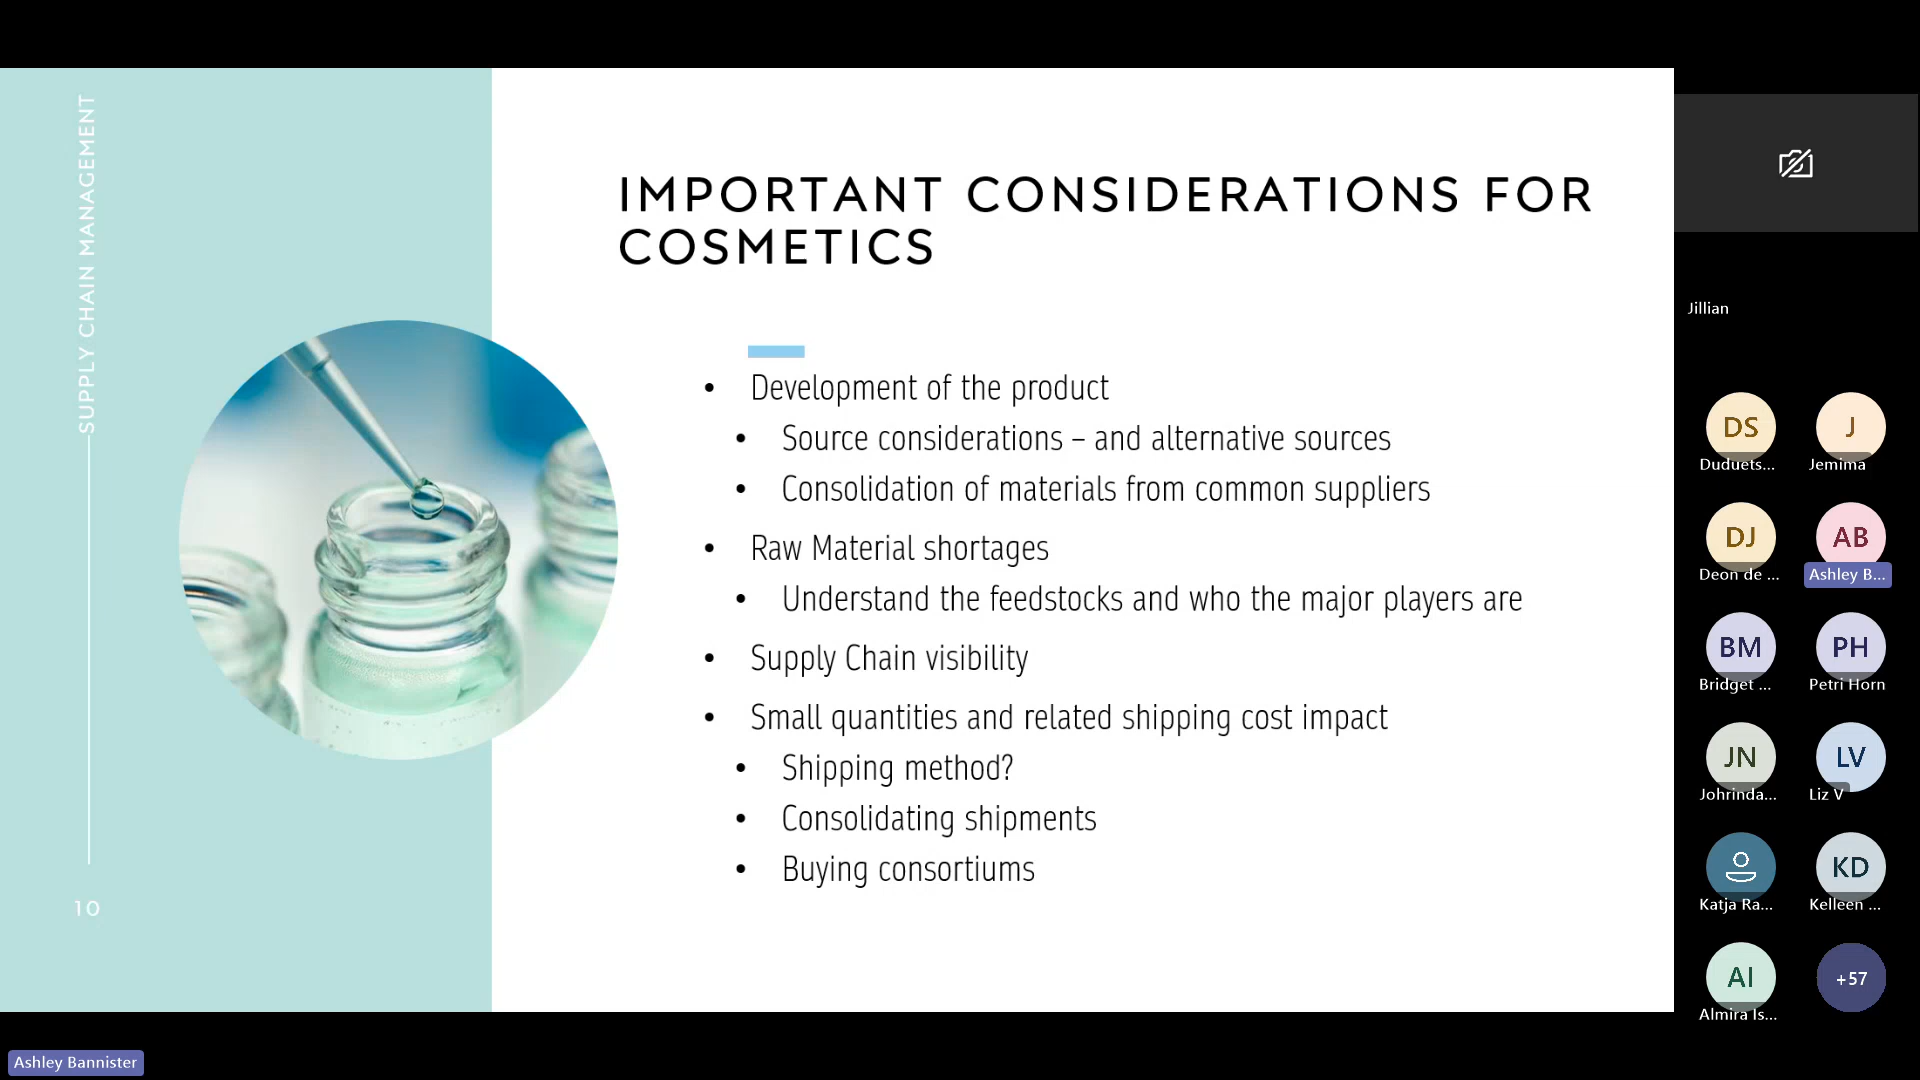 SUPPLY CHAIN MANAGEMENT
10
IMPORTANT CONSIDERATIONS FOR
COSMETICS
• Development of the product
• Source considerations – and alternative sources
• Consolidation of materials from common suppliers
• Raw Material shortages
• Understand the feedstocks and who the major players are
• Supply Chain visibility
• Small quantities and related shipping cost impact
• Shipping method?
• Consolidating shipments
• Buying consortiums
Jillian
DS
Duduets...
J
Jemima
DJ
Deon de ...
AB
Ashley B...
BM
Bridget ...
PH
Petri Horn
JN
Johrinda...
LV
Liz V
Katja Ra...
KD
Kelleen ...
AI
Almira Is...
+57
Ashley Bannister